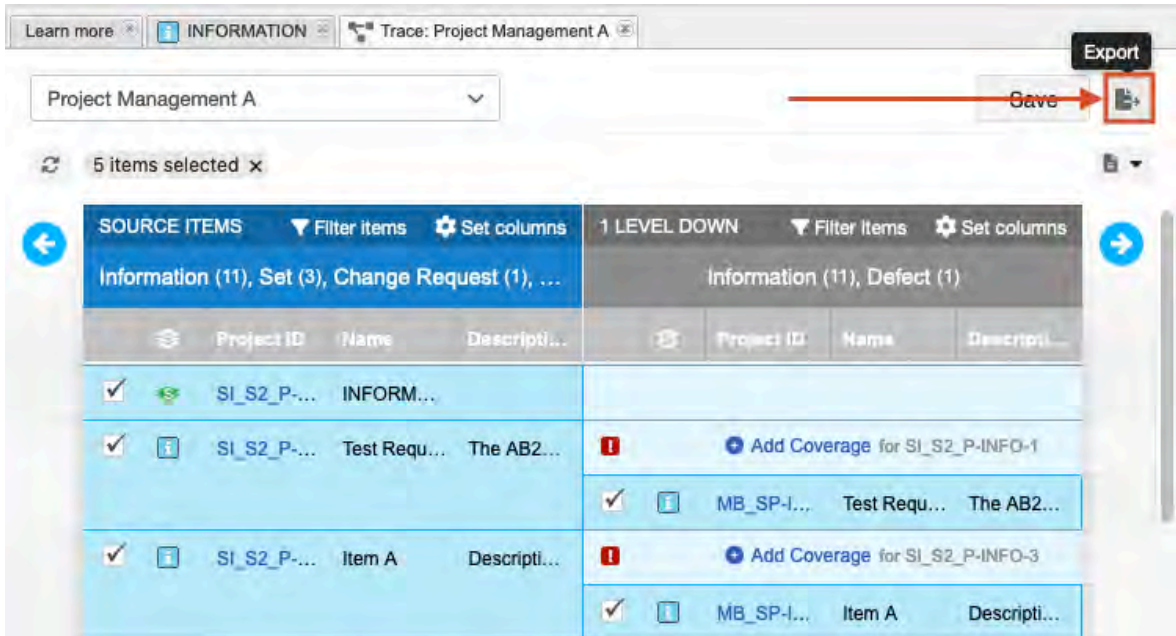 Learn more INFORMATION Trace: Project Management A
Export
Project Management A Save
5 items selected
SOURCE ITEMS Filter items Set columns 1 LEVEL DOWN Filter items Set columns
Information (11), Set (3), Change Request (1), ... Information (11), Defect (1)
Project ID Name Descripti... Project ID Name Descripti...
SI_S2_P-... INFORM...
SI_S2_P-... Test Requ... The AB2... Add Coverage for SI_S2_P-INFO-1
MB_SP-I... Test Requ... The AB2...
SI_S2_P-... Item A Descripti... Add Coverage for SI_S2_P-INFO-3
MB_SP-I... Item A Descripti...